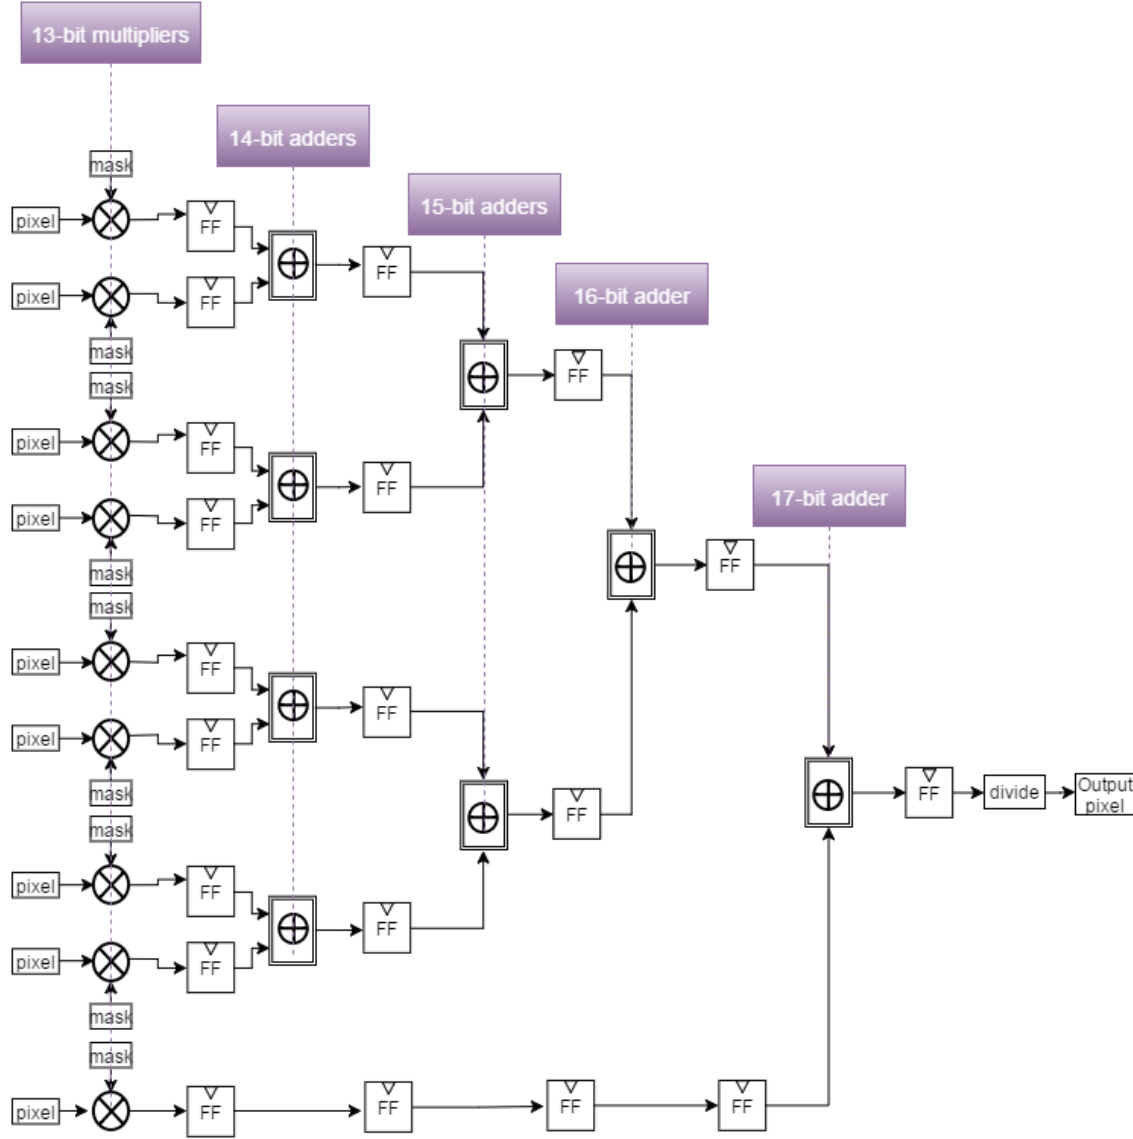 13-bit multipliers
14-bit adders
mask
15-bit adders
pixel
FF
16-bit adder
FF
pixel
FF
mask
FF
mask
pixel
FF
FF
17-bit adder
pixel
FF
mask
FF
mask
pixel
FF
FF
pixel
FF
mask
FF
divide
Output
pixel
FF
mask
pixel
FF
FF
pixel
FF
mask
mask
pixel
FF
FF
FF
FF